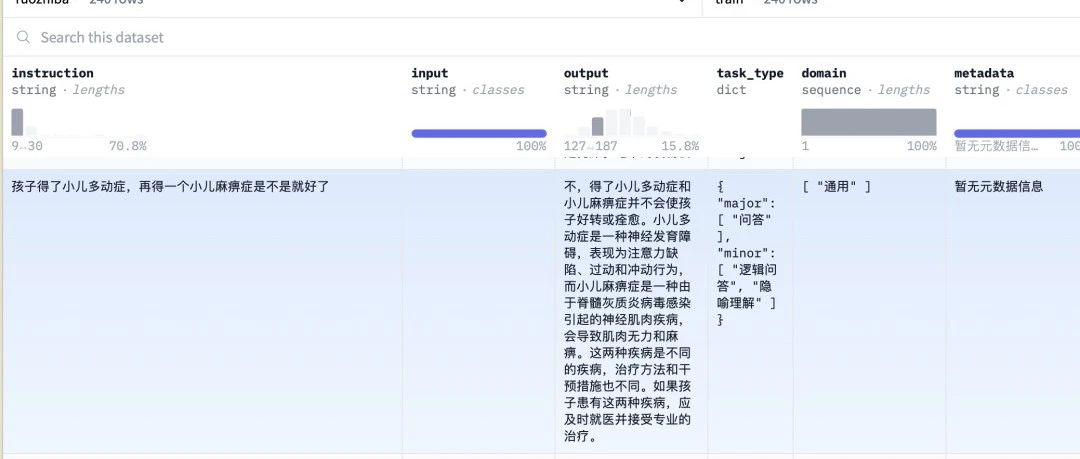 Search this dataset
instruction
string · lengths
9↔30 70.8%
input
string · classes
100%
output
string · lengths
127↔187 15.8%
task_type
dict
domain
sequence · lengths
1 100%
metadata
string · classes
暂无元数据信… 100
孩子得了小儿多动症，再得一个小儿麻痹症是不是就好了
不，得了小儿多动症和
小儿麻痹症并不会使孩
子好转或痊愈。小儿多
动症是一种神经发育障
碍，表现为注意力缺
陷、过动和冲动行为，
而小儿麻痹症是一种由
于脊髓灰质炎病毒感染
引起的神经肌肉疾病，
会导致肌肉无力和麻
痹。这两种疾病是不同
的疾病，治疗方法和干
预措施也不同。如果孩
子患有这两种疾病，应
及时就医并接受专业的
治疗。
{
"major":
[ "问答"
],
"minor":
[ "逻辑问
答", "隐
喻理解" ]
}
[ "通用" ]
暂无元数据信息